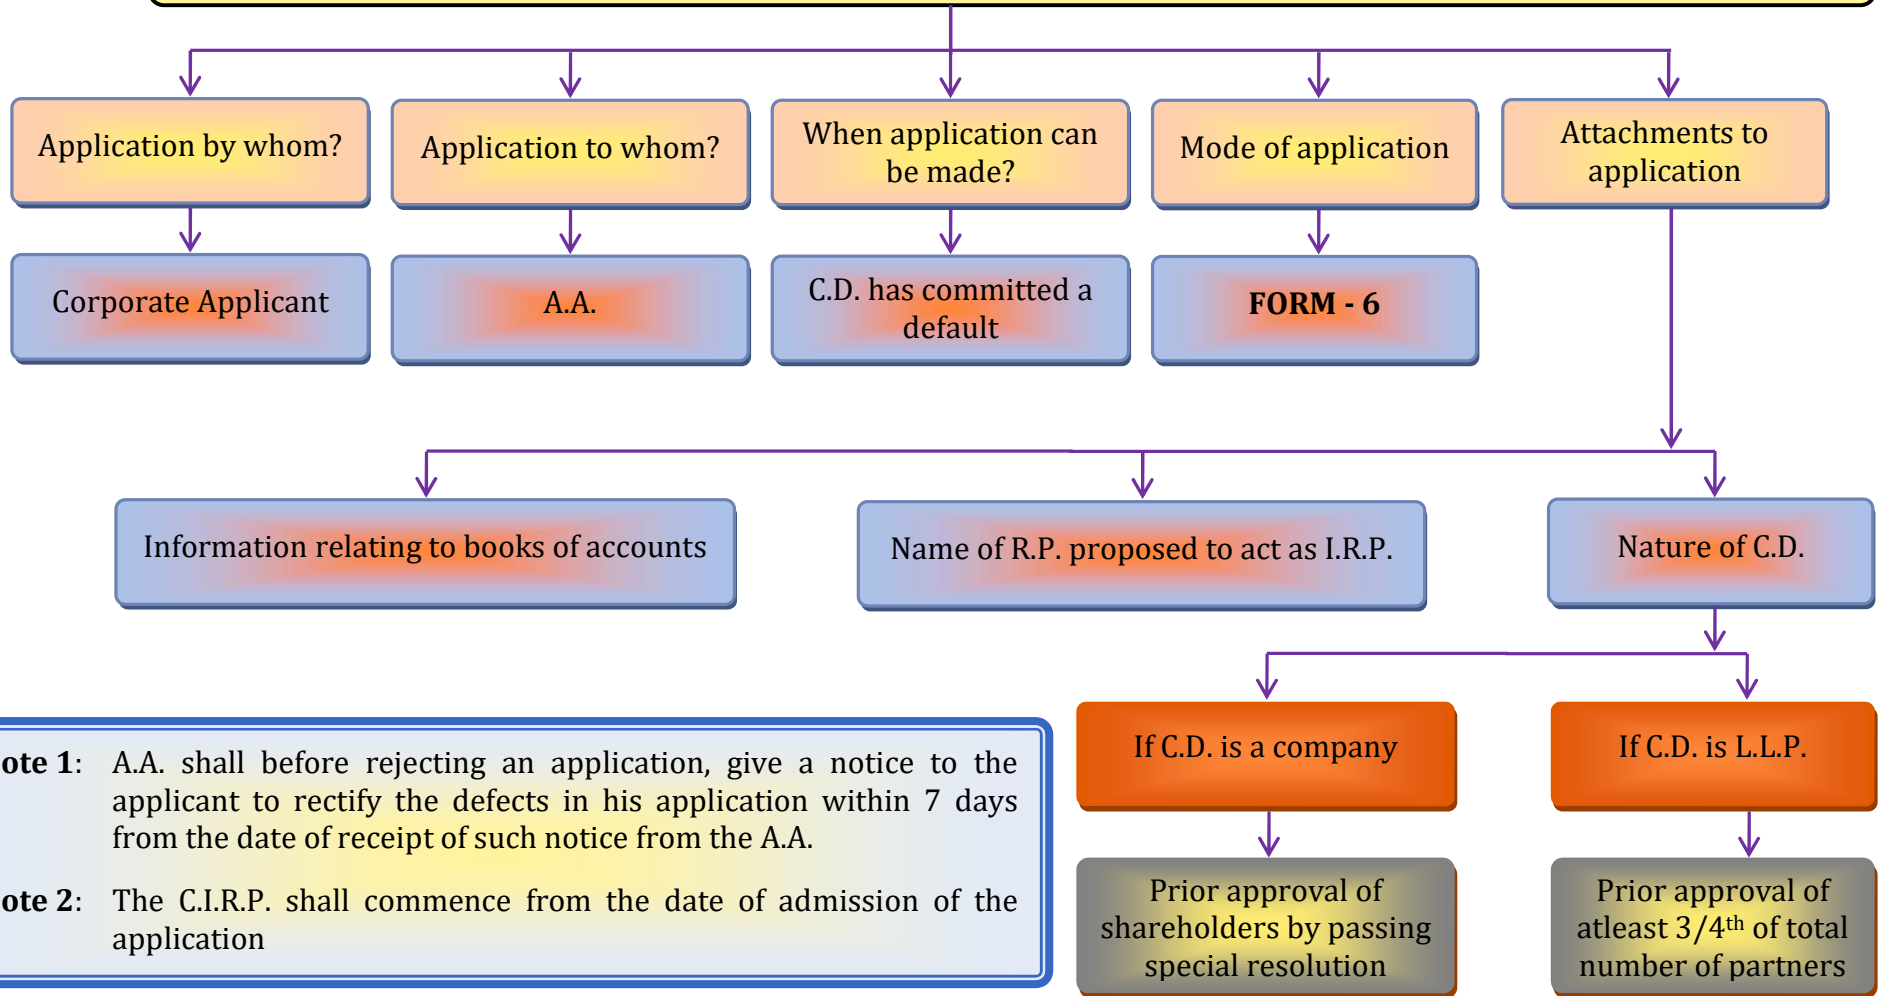 Application by whom?
Application to whom?
When application can
be made?
Mode of application
Attachments to
application
Corporate Applicant
A.A.
C.D. has committed a
default
FORM - 6
Information relating to books of accounts
Name of R.P. proposed to act as I.R.P.
Nature of C.D.
If C.D. is a company
If C.D. is L.L.P.
Prior approval of
shareholders by passing
special resolution
Prior approval of
atleast 3/4th of total
number of partners
ote 1: A.A. shall before rejecting an application, give a notice to the
applicant to rectify the defects in his application within 7 days
from the date of receipt of such notice from the A.A.
ote 2: The C.I.R.P. shall commence from the date of admission of the
application